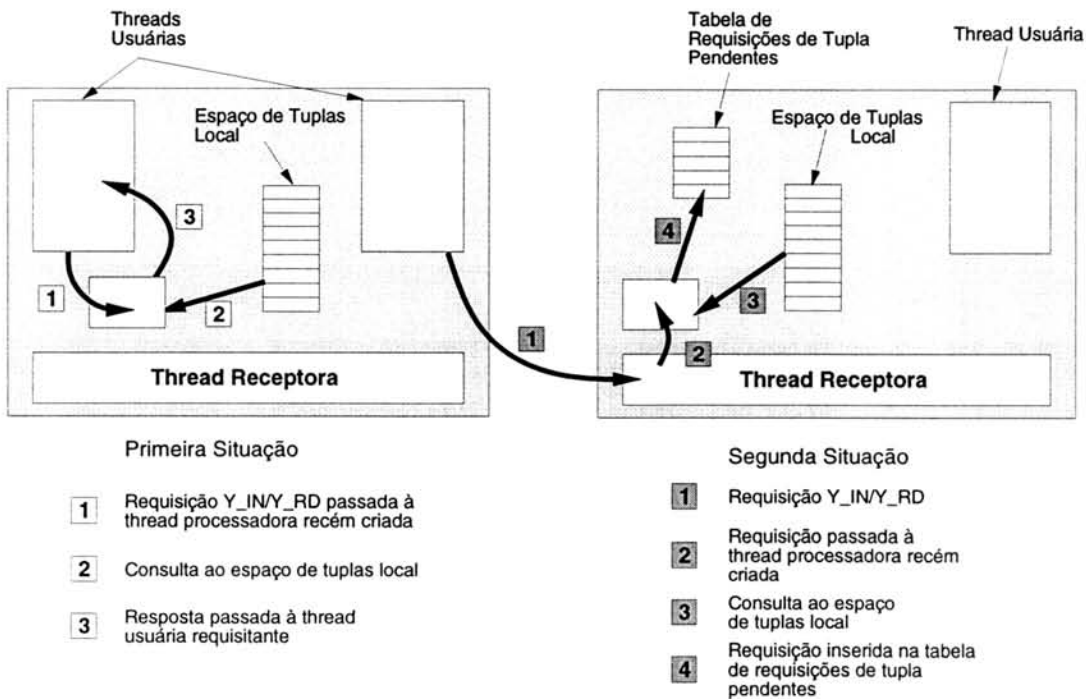 Threads
Usuárias
Espaço de Tuplas
Local
3
1
2
Thread Receptora
1
Tabela de
Requisições de Tupla
Pendentes
Thread Usuária
Espaço de Tuplas
Local
4
3
2
Thread Receptora
Primeira Situação
1 Requisição Y_IN/Y_RD passada à
thread processadora recém criada
2 Consulta ao espaço de tuplas local
3 Resposta passada à thread
usuária requisitante
Segunda Situação
1 Requisição Y_IN/Y_RD
2 Requisição passada à
thread processadora recém
criada
3 Consulta ao espaço
de tuplas local
4 Requisição inserida na tabela
de requisições de tupla
pendentes